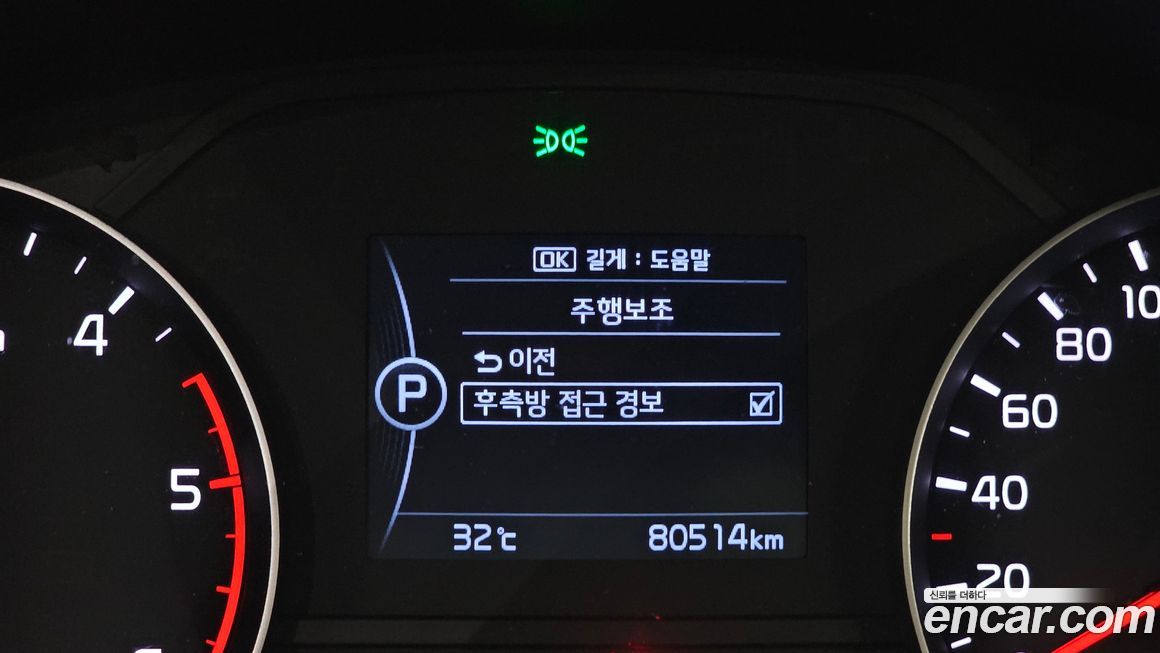 OK 길게 : 도움말
주행보조
이전
P
후측방 접근 경보
32℃ 80514km
4
5
10
80
60
40
20
신뢰를 더하다
encar.com